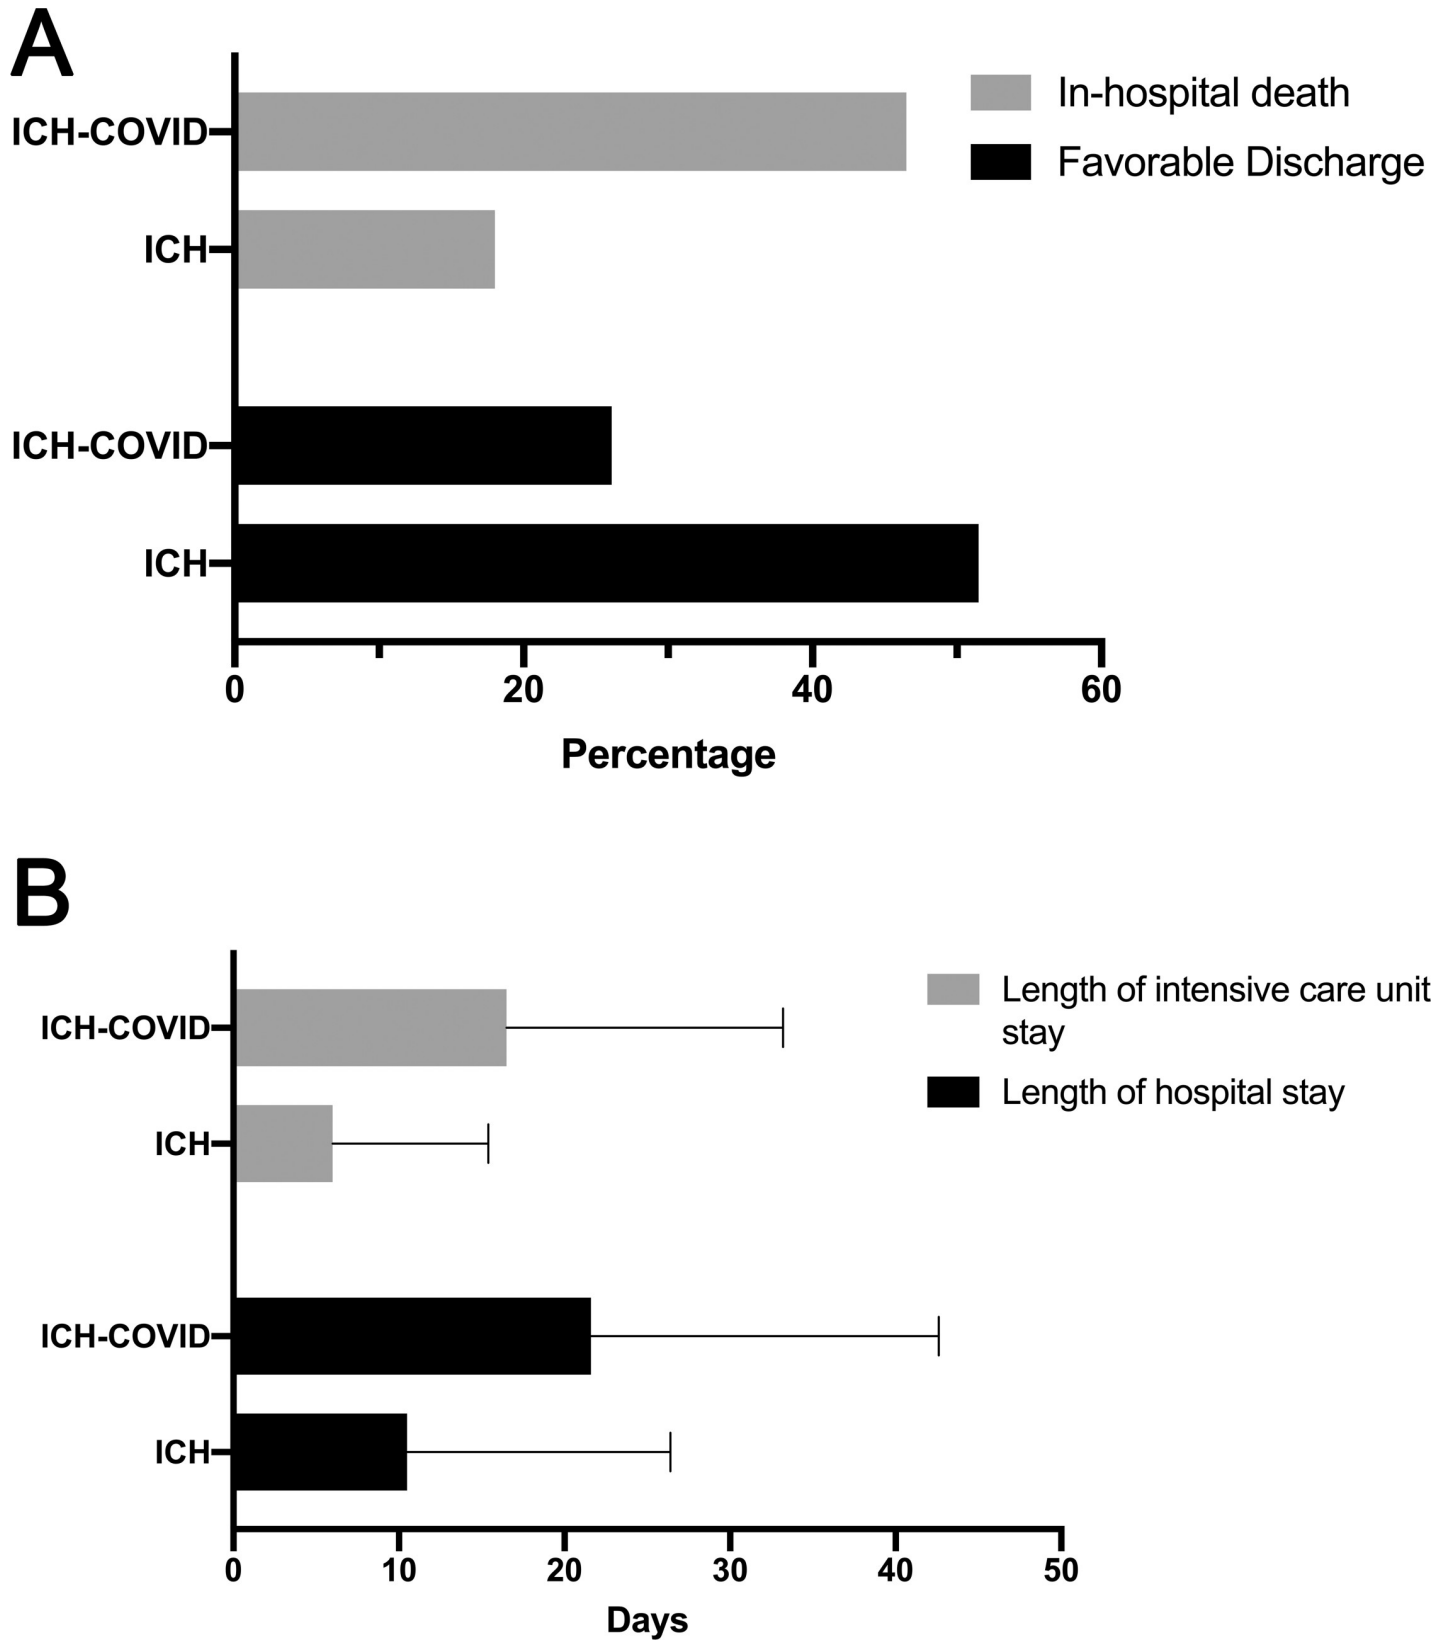 A
ICH-COVID
In-hospital death
Favorable Discharge
ICH
ICH-COVID
ICH
0 20 40 60
Percentage
B
ICH-COVID
Length of intensive care unit
stay
Length of hospital stay
ICH
ICH-COVID
ICH
0 10 20 30 40 50
Days